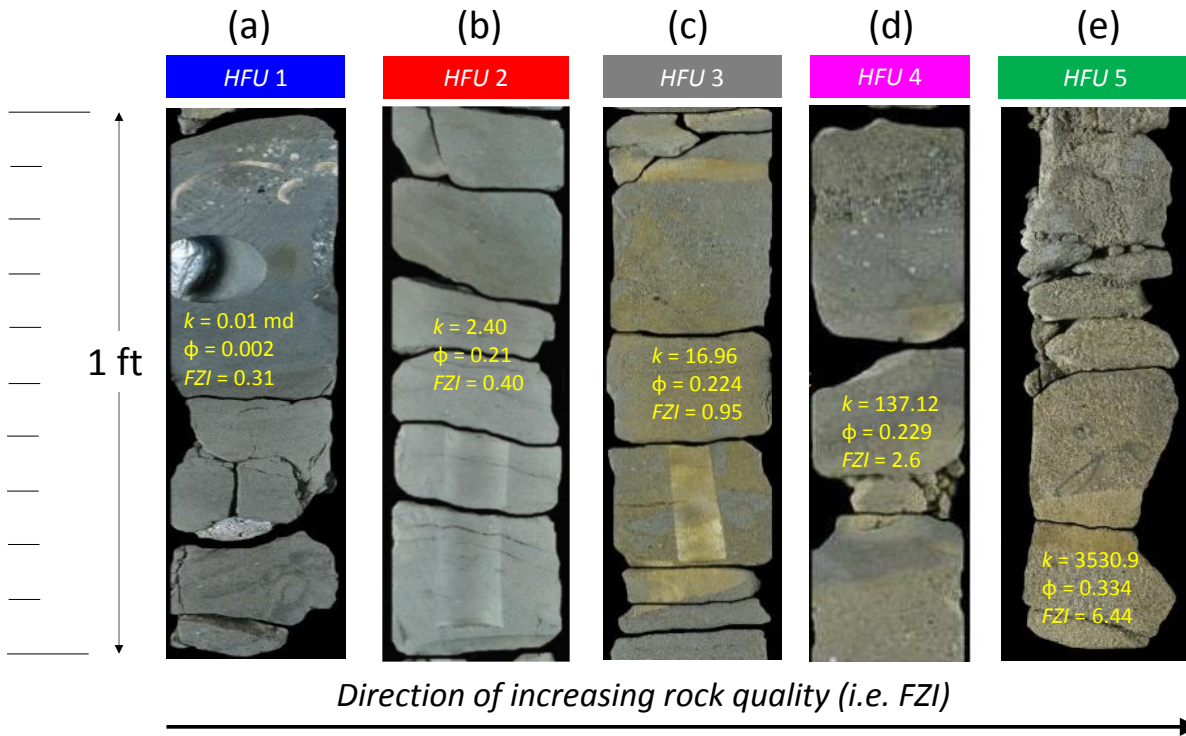 (a)
(b)
(c)
(d)
(e)
HFU 1
HFU 2
HFU 3
HFU 4
HFU 5
1 ft
k = 0.01 md
ϕ = 0.002
FZI = 0.31
k = 2.40
ϕ = 0.21
FZI = 0.40
k = 16.96
ϕ = 0.224
FZI = 0.95
k = 137.12
ϕ = 0.229
FZI = 2.6
k = 3530.9
ϕ = 0.334
FZI = 6.44
Direction of increasing rock quality (i.e. FZI)